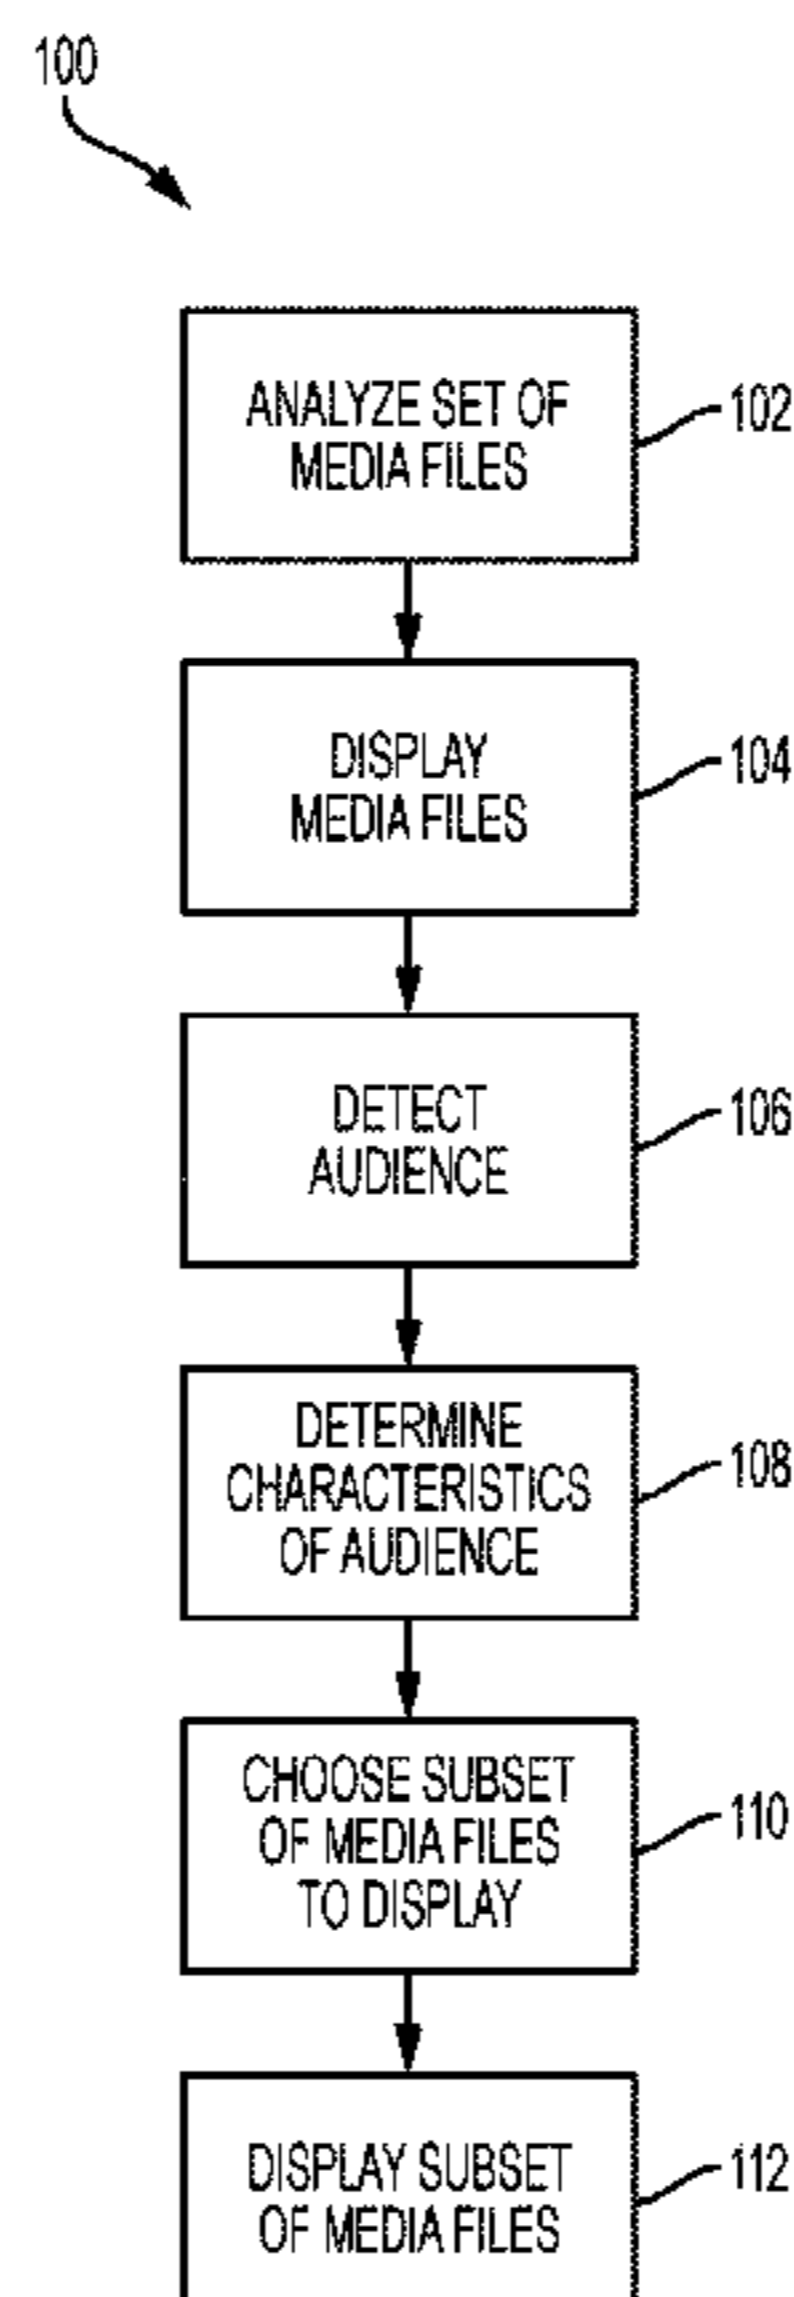 100
ANALYZE SET OF
MEDIA FILES
102
DISPLAY
MEDIA FILES
104
DETECT
AUDIENCE
106
DETERMINE
CHARACTERISTICS
OF AUDIENCE
108
CHOOSE SUBSET
OF MEDIA FILES
TO DISPLAY
110
DISPLAY SUBSET
OF MEDIA FILES
112